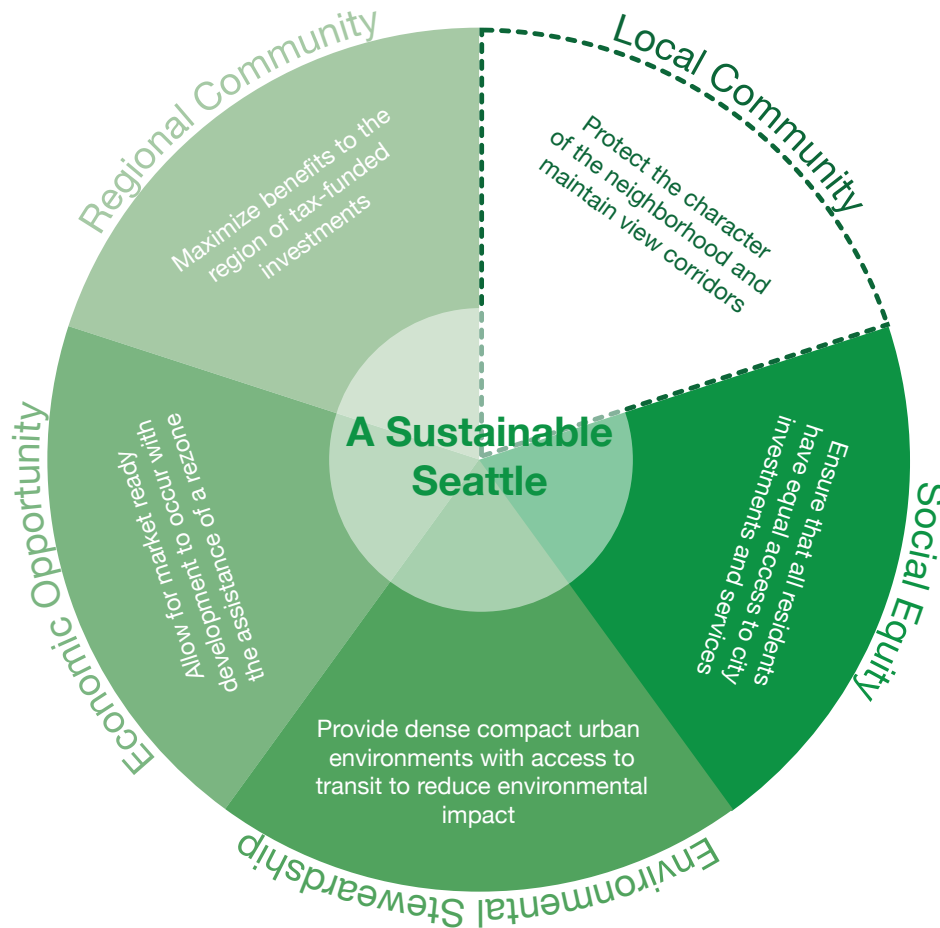 Regional Community
Maximize benefits to the
region of tax-funded
investments
Local Community
Protect the character
of the neighborhood and
maintain view corridors
A Sustainable
Seattle
Economic Opportunity
Allow for market ready
development to occur with
the assistance of a rezone
Social Equity
Ensure that all residents
have equal access to city
investments and services
Provide dense compact urban
environments with access to
transit to reduce environmental
impact
Environmental Steweardship